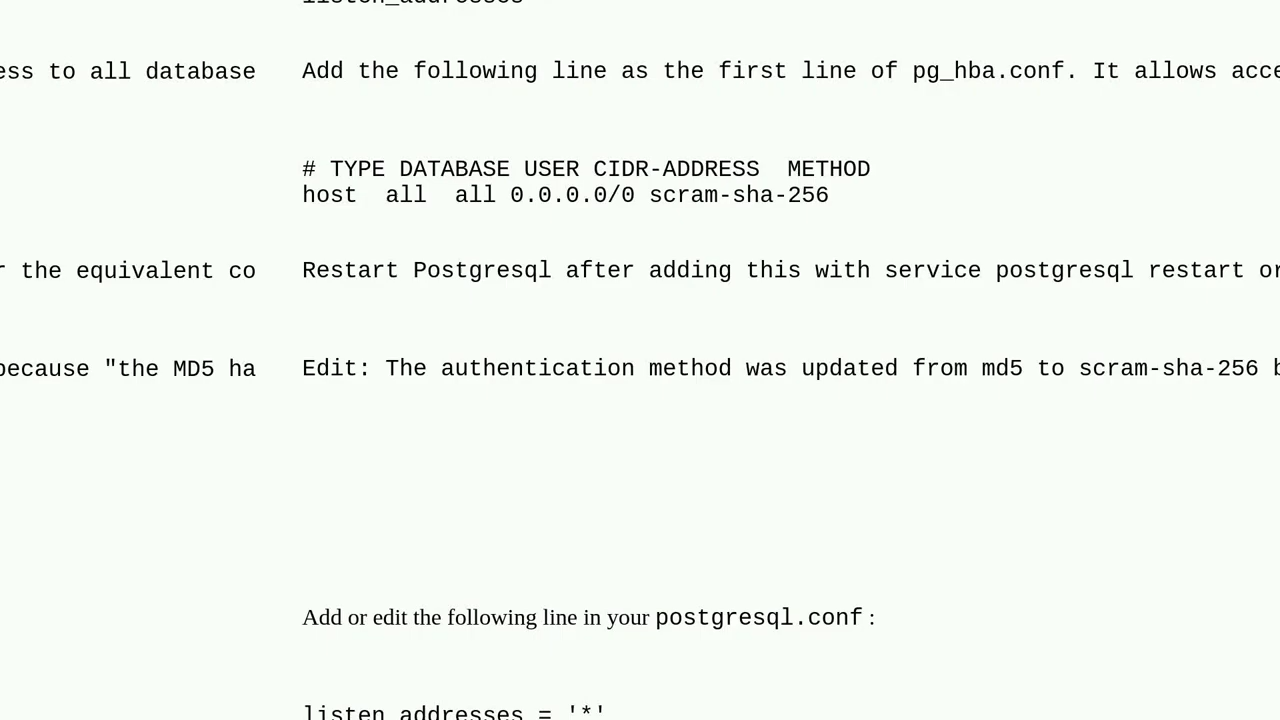 listen_addresses
ess to all database
Add the following line as the first line of pg_hba.conf. It allows acce
# TYPE DATABASE USER CIDR-ADDRESS  METHOD
host  all  all 0.0.0.0/0 scram-sha-256
r the equivalent co
Restart Postgresql after adding this with service postgresql restart or
because "the MD5 ha
Edit: The authentication method was updated from md5 to scram-sha-256 b
Add or edit the following line in your postgresql.conf :
listen_addresses = '*'